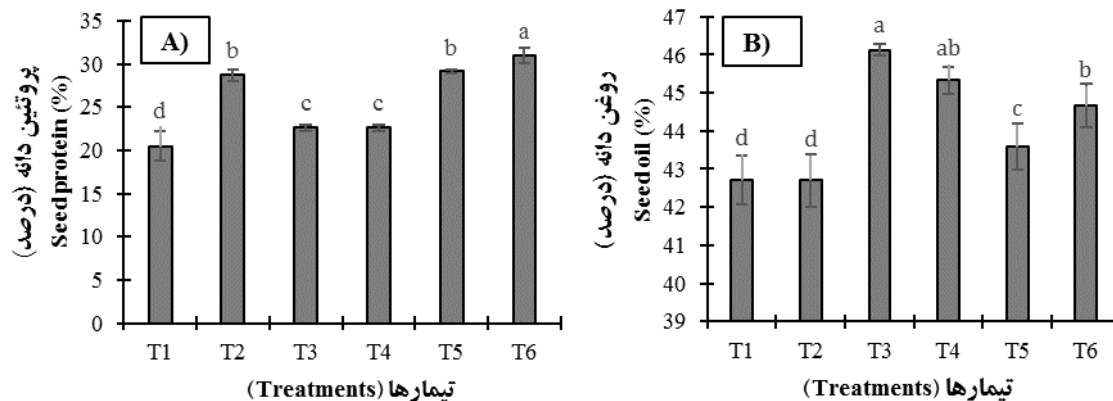 A)
پروتئین دانه (درصد)
Seedprotein (%)
35
30
25
20
15
10
5
0
d
b
c
c
b
a
T1 T2 T3 T4 T5 T6
تیمارها (Treatments)
B)
روغن دانه (درصد)
Seed oil (%)
47
46
45
44
43
42
41
40
39
d
d
a
ab
c
b
T1 T2 T3 T4 T5 T6
تیمارها (Treatments)